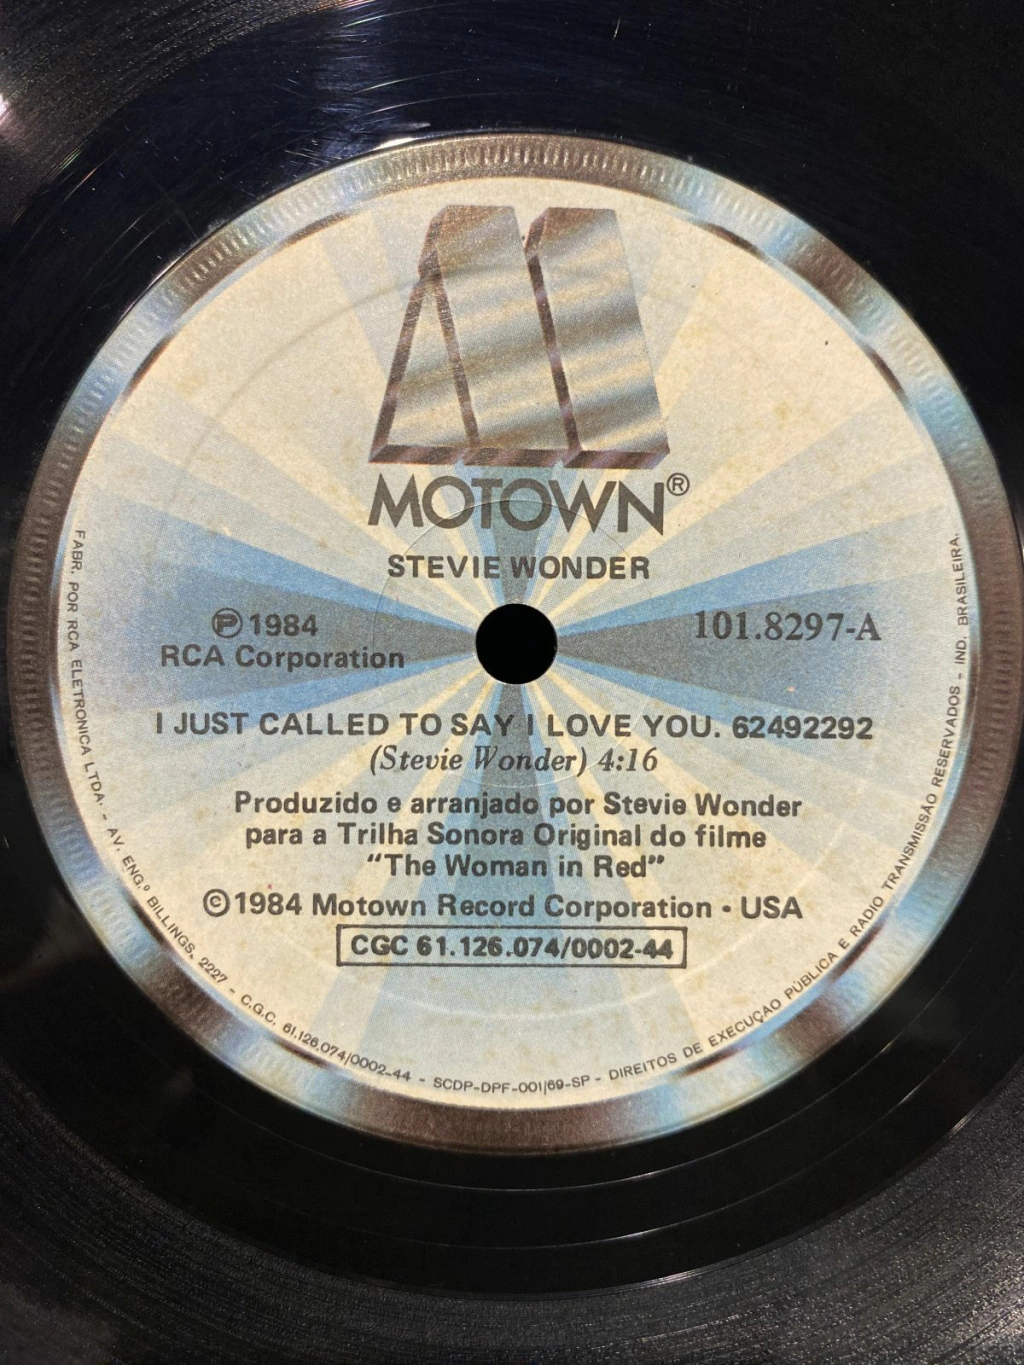 MOTOWN®
STEVIE WONDER
℗ 1984
RCA Corporation
101.8297-A
I JUST CALLED TO SAY I LOVE YOU. 62492292
(Stevie Wonder) 4:16
Produzido e arranjado por Stevie Wonder
para a Trilha Sonora Original do filme
"The Woman in Red"
©1984 Motown Record Corporation • USA
CGC 61.126.074/0002-44
FABR. POR RCA ELETRONICA LTDA. - AV. ENG.º BILLINGS, 2227 - C.G.C. 61.126.074/0002-44 - SCDP-DPF-001/69-SP - DIREITOS DE EXECUÇÃO PÚBLICA E RADIO TRANSMISSÃO RESERVADOS - IND. BRASILEIRA.